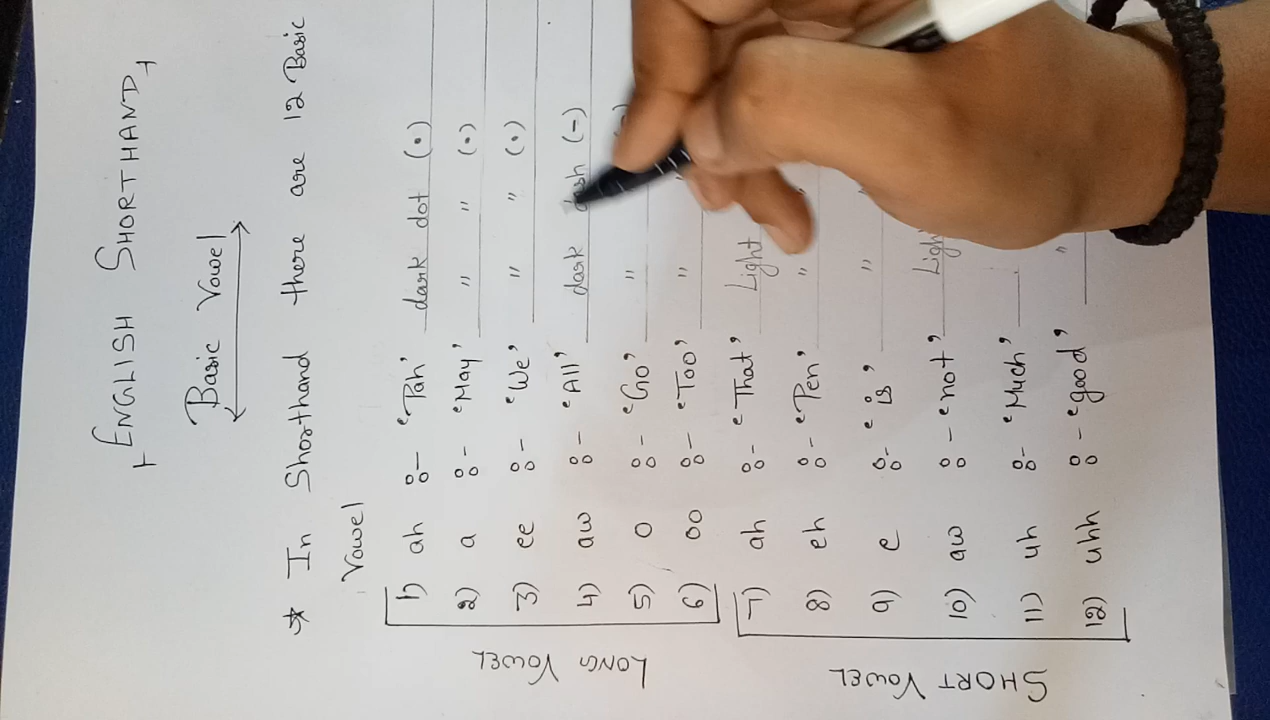 ENGLISH SHORTHAND
Basic Vowel
* In Shorthand there are 12 Basic
Vowel
LONG VOWEL
1) ah :- 'Pah' dark dot (•)
2) a :- 'May' " " (•)
3) ee :- 'We' " " (•)
4) aw :- 'All' dark dash (-)
5) o :- 'Go' "
6) oo :- 'Too' "
SHORT VOWEL
7) ah :- 'That' Light
8) eh :- 'Pen' "
9) e :- 'is' "
10) aw :- 'not'
11) uh :- 'Much'
12) uhh :- 'good' "